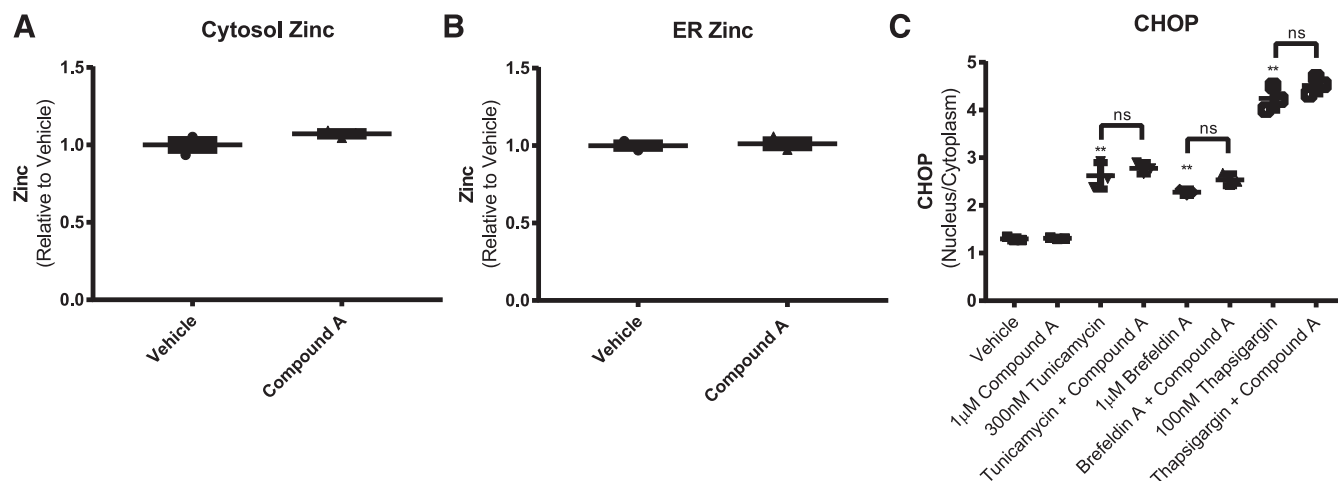 A
Cytosol Zinc
Zinc
(Relative to Vehicle)
1.5
1.0
0.5
0.0
Vehicle
Compound A
B
ER Zinc
Zinc
(Relative to Vehicle)
1.5
1.0
0.5
0.0
Vehicle
Compound A
C
CHOP
CHOP
(Nucleus/Cytoplasm)
5
4
3
2
1
0
**
ns
**
ns
**
ns
Vehicle
1μM Compound A
300nM Tunicamycin
Tunicamycin + Compound A
1μM Brefeldin A
Brefeldin A + Compound A
100nM Thapsigargin
Thapsigargin + Compound A